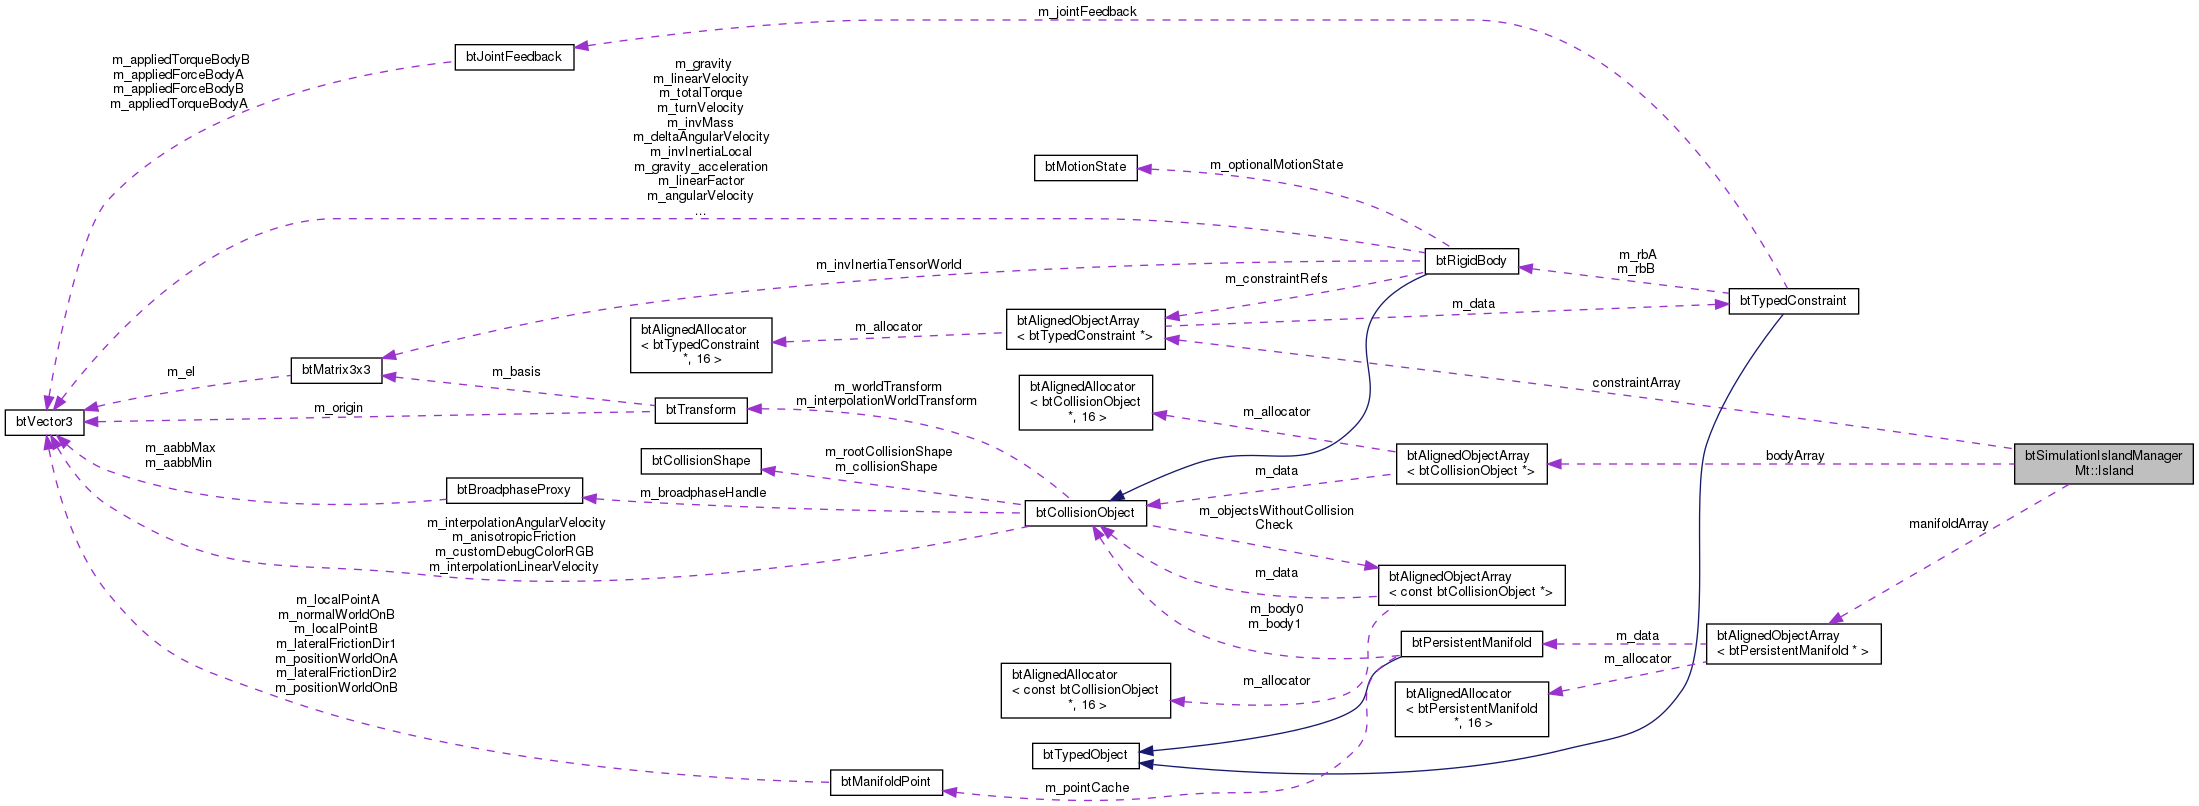 m_jointFeedback
btJointFeedback
m_appliedTorqueBodyB
m_appliedForceBodyA
m_appliedForceBodyB
m_appliedTorqueBodyA
m_gravity
m_linearVelocity
m_totalTorque
m_turnVelocity
m_invMass
m_deltaAngularVelocity
m_invInertiaLocal
m_gravity_acceleration
m_linearFactor
m_angularVelocity
...
btMotionState
m_optionalMotionState
btRigidBody
m_rbA
m_rbB
btTypedConstraint
m_invInertiaTensorWorld
m_constraintRefs
m_data
btAlignedObjectArray
< btTypedConstraint *>
m_allocator
btAlignedAllocator
< btTypedConstraint
*, 16 >
btMatrix3x3
m_el
m_basis
m_origin
btTransform
m_worldTransform
m_interpolationWorldTransform
btAlignedAllocator
< btCollisionObject
*, 16 >
m_allocator
constraintArray
btVector3
m_aabbMax
m_aabbMin
btCollisionShape
m_rootCollisionShape
m_collisionShape
btBroadphaseProxy
m_broadphaseHandle
btAlignedObjectArray
< btCollisionObject *>
bodyArray
btSimulationIslandManager
Mt::Island
m_data
btCollisionObject
m_objectsWithoutCollision
Check
manifoldArray
m_interpolationAngularVelocity
m_anisotropicFriction
m_customDebugColorRGB
m_interpolationLinearVelocity
m_data
btAlignedObjectArray
< const btCollisionObject *>
m_localPointA
m_normalWorldOnB
m_localPointB
m_lateralFrictionDir1
m_positionWorldOnA
m_lateralFrictionDir2
m_positionWorldOnB
m_body0
m_body1
btPersistentManifold
m_data
btAlignedObjectArray
< btPersistentManifold * >
m_allocator
btAlignedAllocator
< const btCollisionObject
*, 16 >
m_allocator
btAlignedAllocator
< btPersistentManifold
*, 16 >
btTypedObject
btManifoldPoint
m_pointCache